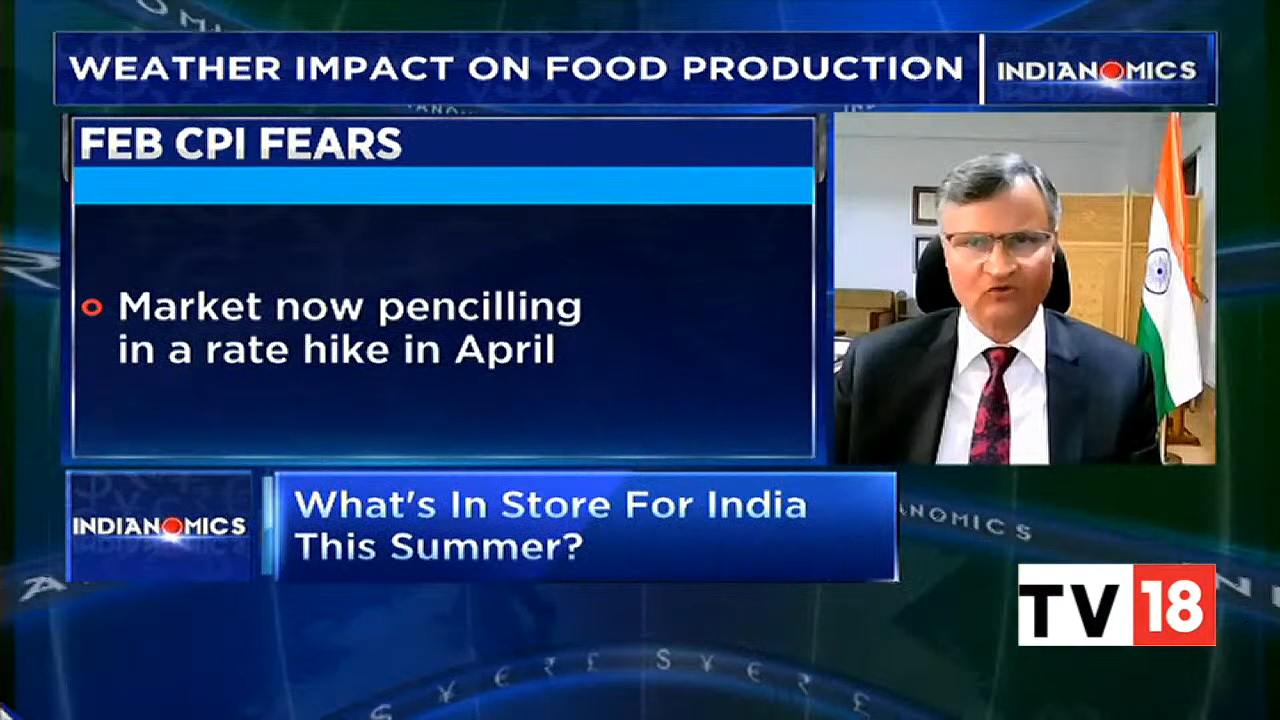 WEATHER IMPACT ON FOOD PRODUCTION
INDIANOMICS
FEB CPI FEARS
Market now pencilling
in a rate hike in April
INDIANOMICS
What's In Store For India
This Summer?
ANOMICS
TV18
$ ¥ € ₹ £ $ ¥ € ₹ £